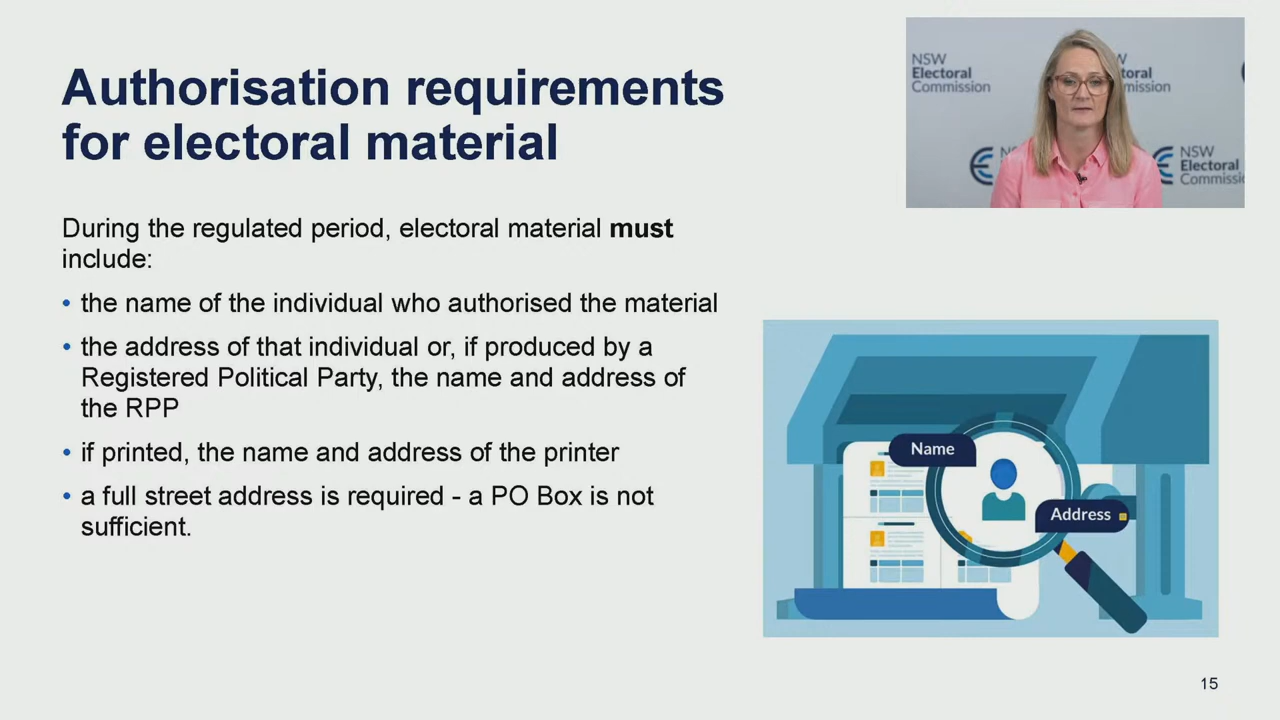 Authorisation requirements
for electoral material
During the regulated period, electoral material must
include:
• the name of the individual who authorised the material
• the address of that individual or, if produced by a
Registered Political Party, the name and address of
the RPP
• if printed, the name and address of the printer
• a full street address is required - a PO Box is not
sufficient.
NSW
Electoral
Commission
W
toral
mission
N
NSW
Electoral
Commissio
Name
Address
15